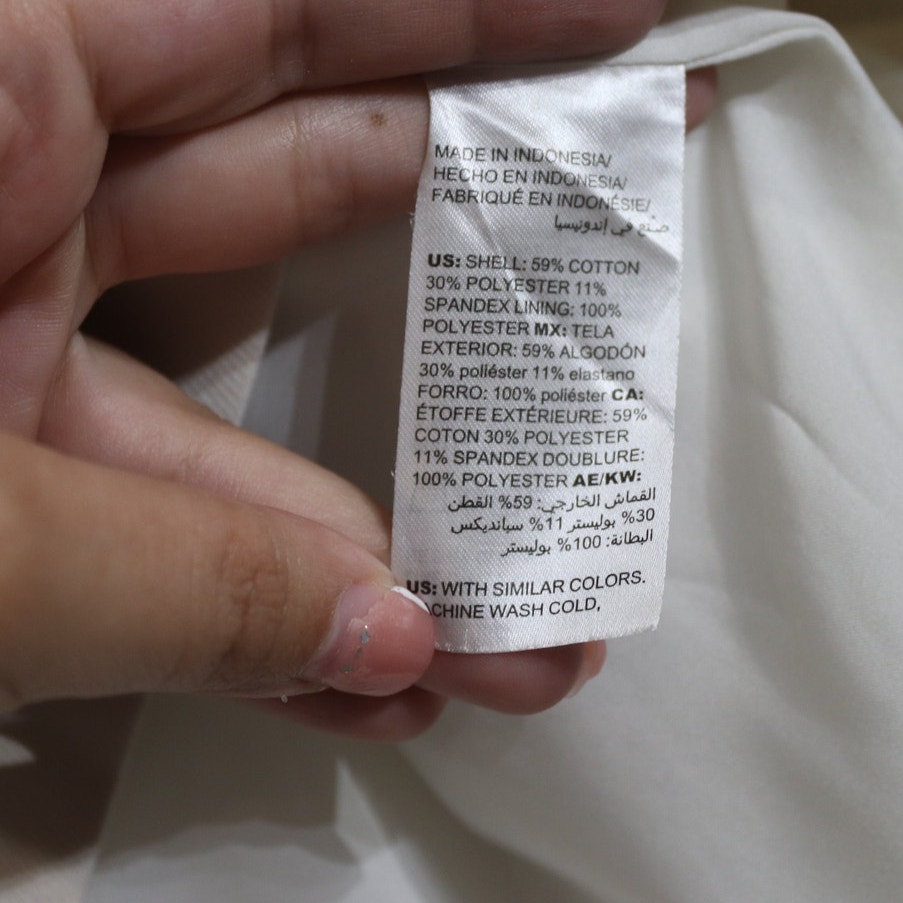 MADE IN INDONESIA/
HECHO EN INDONESIA/
FABRIQUÉ EN INDONÉSIE/
صنع في إندونيسيا
US: SHELL: 59% COTTON
30% POLYESTER 11%
SPANDEX LINING: 100%
POLYESTER MX: TELA
EXTERIOR: 59% ALGODÓN
30% poliéster 11% elastano
FORRO: 100% poliéster CA:
ÉTOFFE EXTÉRIEURE: 59%
COTON 30% POLYESTER
11% SPANDEX DOUBLURE:
100% POLYESTER AE/KW:
القماش الخارجي: 59% القطن
30% بوليستر 11% سبانديكس
البطانة: 100% بوليستر
US: WITH SIMILAR COLORS.
CHINE WASH COLD,